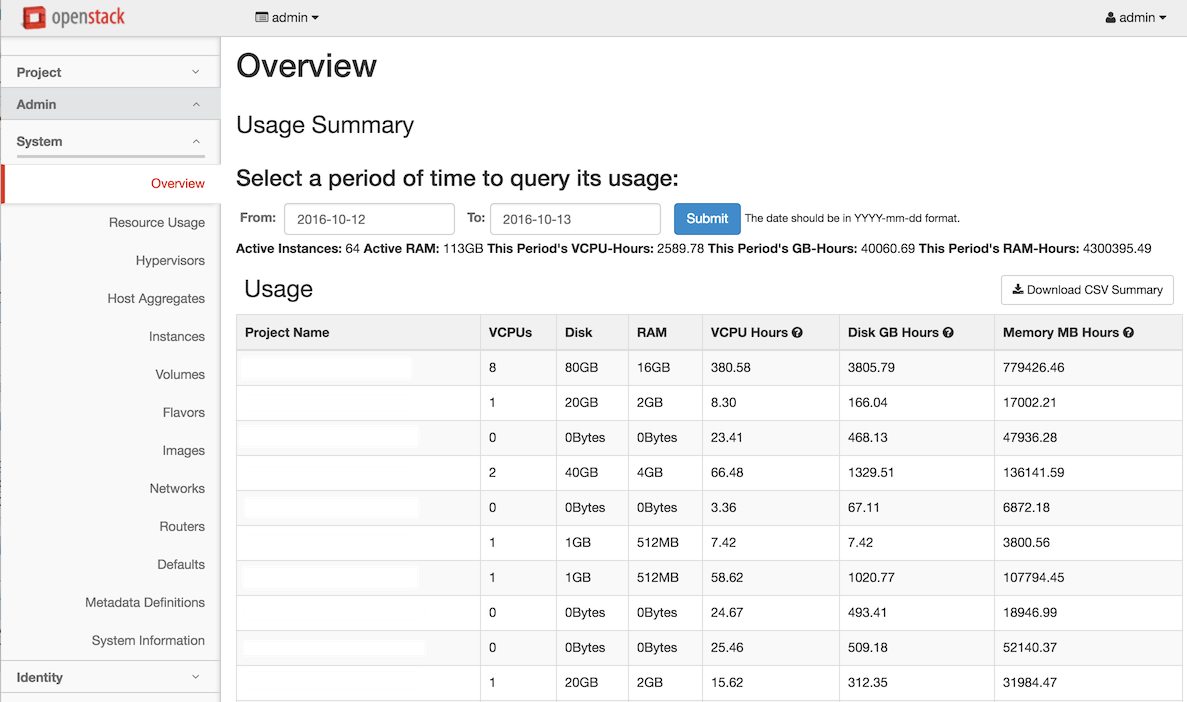 openstack admin admin
Project
Admin
System
Overview
Resource Usage
Hypervisors
Host Aggregates
Instances
Volumes
Flavors
Images
Networks
Routers
Defaults
Metadata Definitions
System Information
Identity
Overview
Usage Summary
Select a period of time to query its usage:
From: 2016-10-12 To: 2016-10-13 Submit The date should be in YYYY-mm-dd format.
Active Instances: 64 Active RAM: 113GB This Period's VCPU-Hours: 2589.78 This Period's GB-Hours: 40060.69 This Period's RAM-Hours: 4300395.49
Usage Download CSV Summary
Project Name VCPUs Disk RAM VCPU Hours Disk GB Hours Memory MB Hours
8 80GB 16GB 380.58 3805.79 779426.46
1 20GB 2GB 8.30 166.04 17002.21
0 0Bytes 0Bytes 23.41 468.13 47936.28
2 40GB 4GB 66.48 1329.51 136141.59
0 0Bytes 0Bytes 3.36 67.11 6872.18
1 1GB 512MB 7.42 7.42 3800.56
1 1GB 512MB 58.62 1020.77 107794.45
0 0Bytes 0Bytes 24.67 493.41 18946.99
0 0Bytes 0Bytes 25.46 509.18 52140.37
1 20GB 2GB 15.62 312.35 31984.47